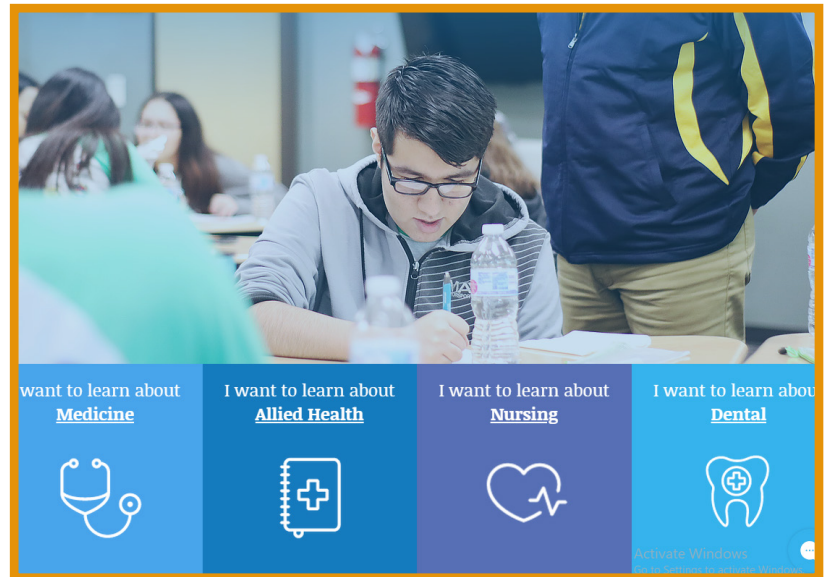 want to learn about
Medicine
I want to learn about
Allied Health
I want to learn about
Nursing
I want to learn abou
Dental
Activate Windows
Go to Settings to activate Windows.